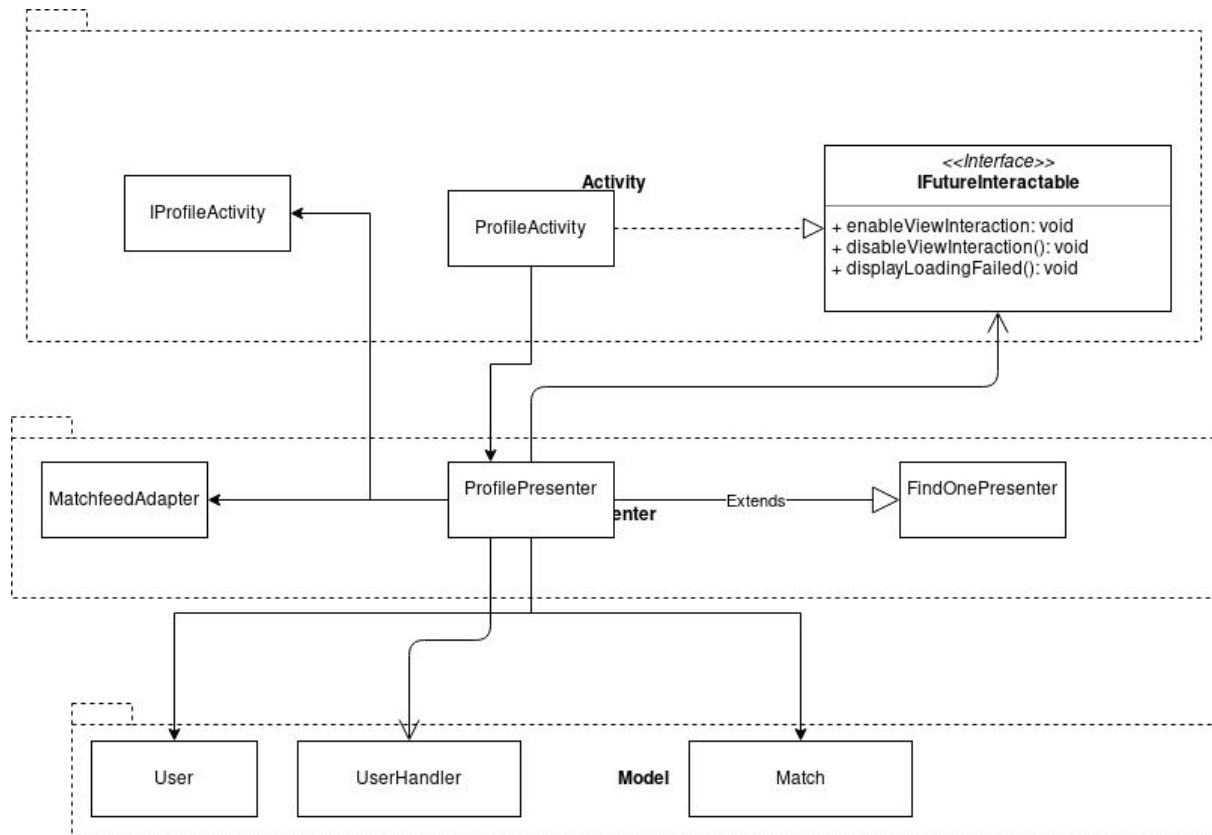 Activity
<<Interface>>
IFutureInteractable
+ enableViewInteraction: void
+ disableViewInteraction(): void
+ displayLoadingFailed(): void
IProfileActivity
ProfileActivity
MatchfeedAdapter
ProfilePresenter
Extends
FindOnePresenter
enter
User
UserHandler
Model
Match